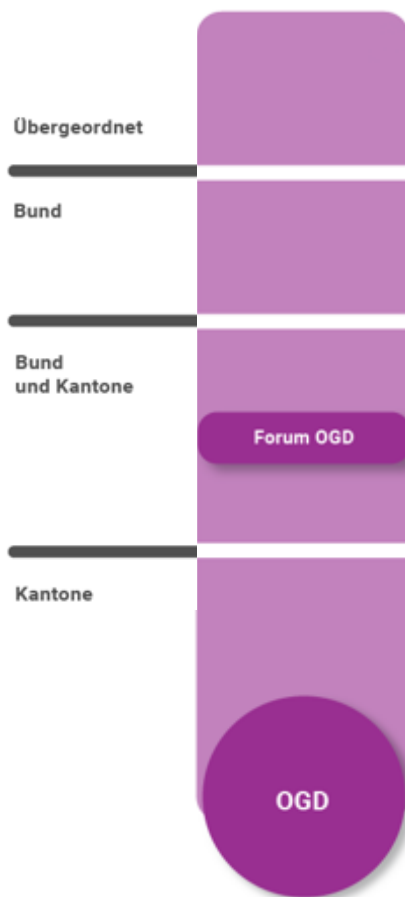 Übergeordnet
Bund
Bund
und Kantone
Forum OGD
Kantone
OGD